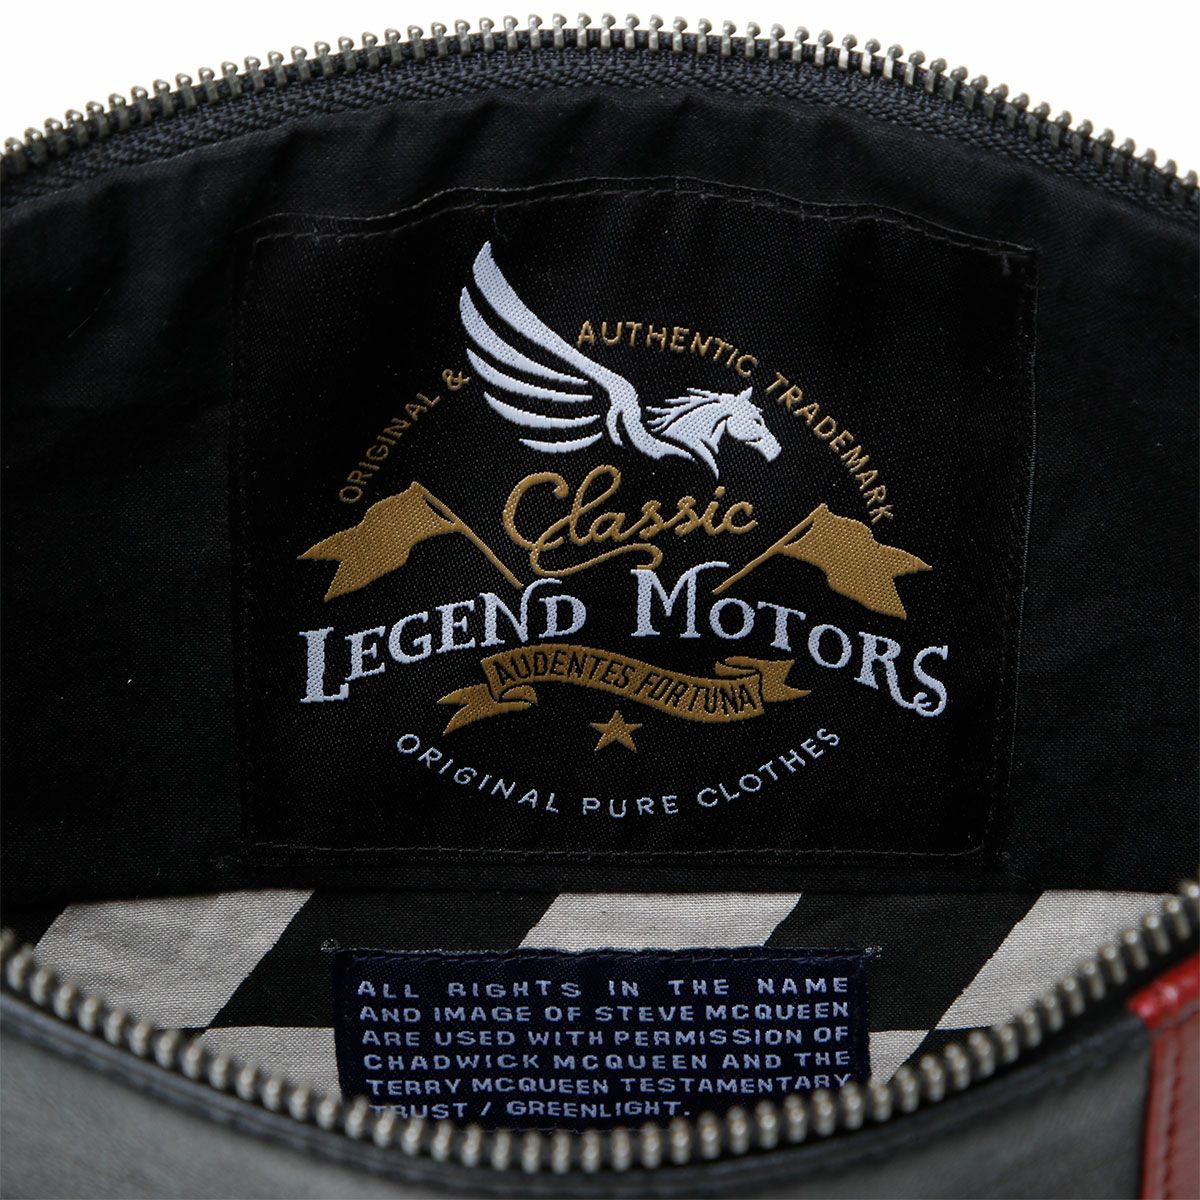 ORIGINAL & AUTHENTIC TRADEMARK
Classic
LEGEND MOTORS
AUDENTES FORTUNA
ORIGINAL PURE CLOTHES
ALL RIGHTS IN THE NAME
AND IMAGE OF STEVE MCQUEEN
ARE USED WITH PERMISSION OF
CHADWICK MCQUEEN AND THE
TERRY MCQUEEN TESTAMENTARY
TRUST / GREENLIGHT.